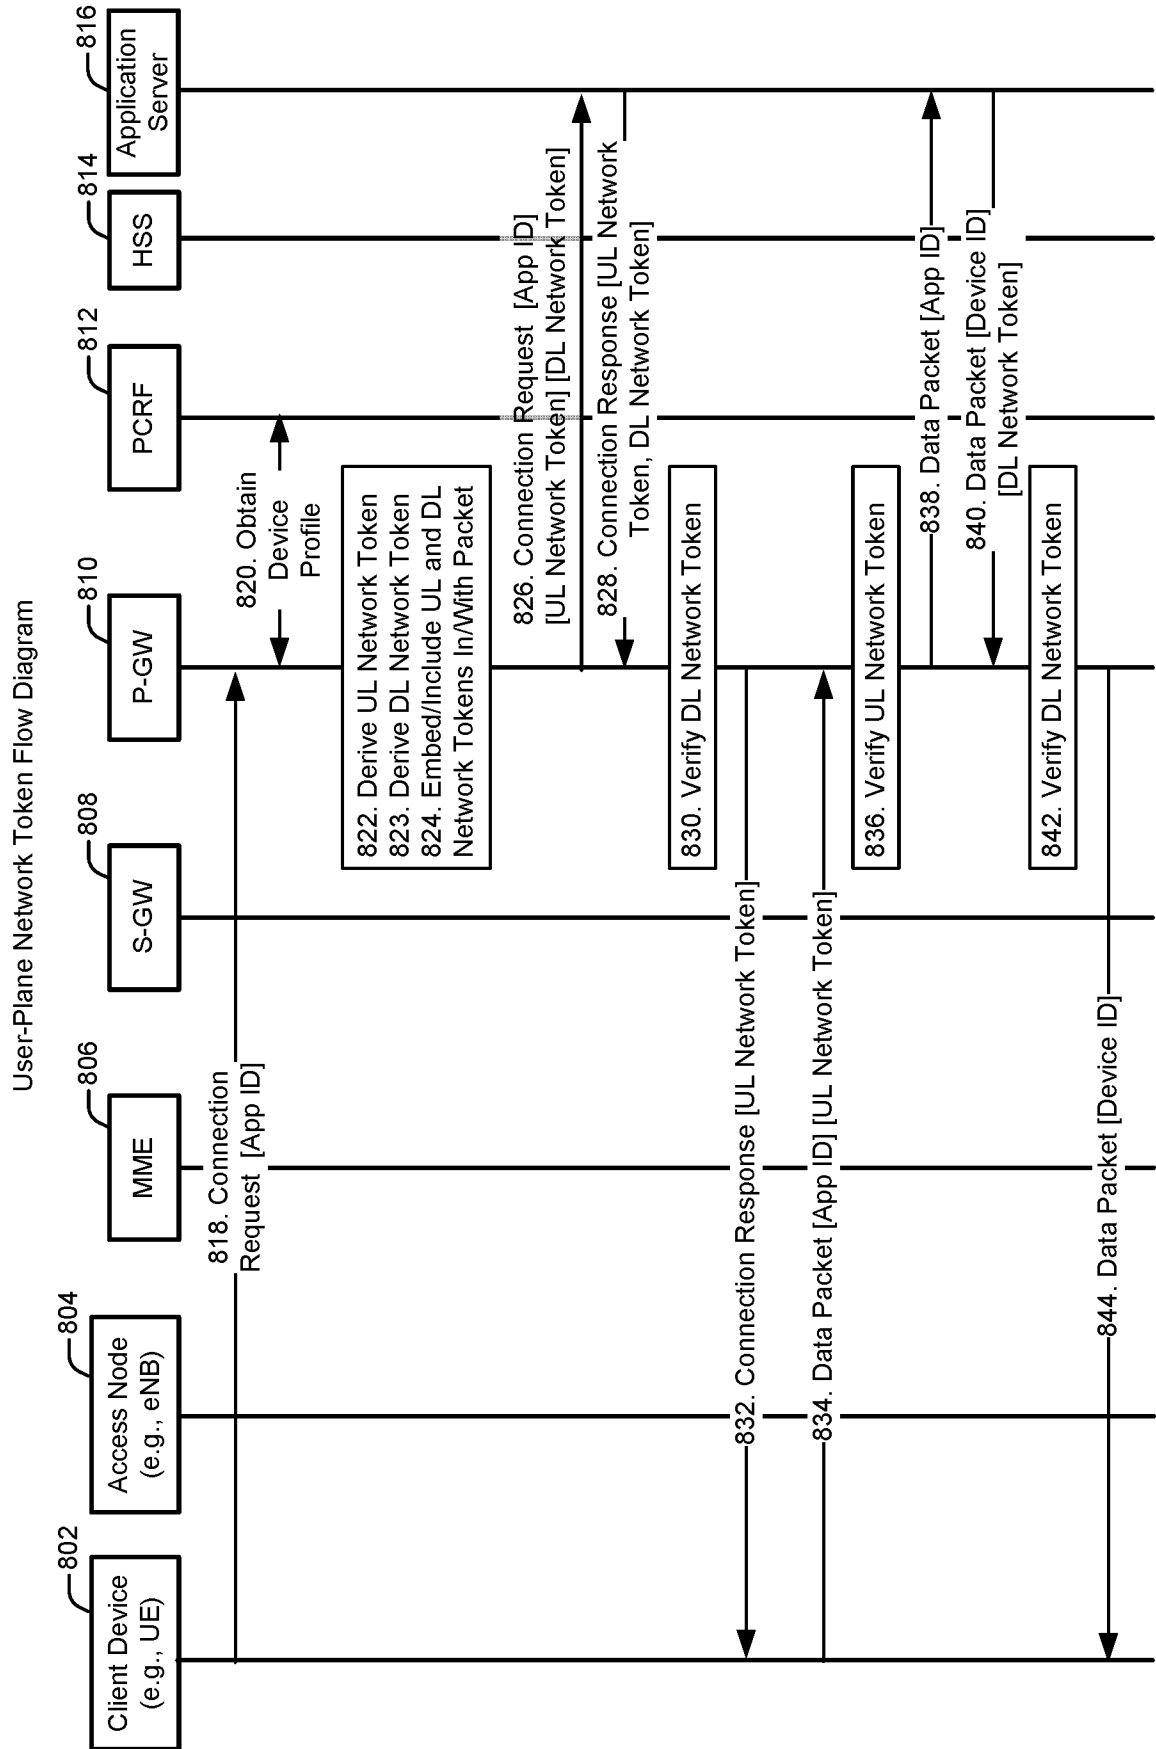 User-Plane Network Token Flow Diagram
802
Client Device
(e.g., UE)
804
Access Node
(e.g., eNB)
806
MME
808
S-GW
810
P-GW
812
PCRF
814
HSS
816
Application
Server
818. Connection
Request [App ID]
820. Obtain
Device
Profile
822. Derive UL Network Token
823. Derive DL Network Token
824. Embed/Include UL and DL
Network Tokens In/With Packet
826. Connection Request [App ID]
[UL Network Token] [DL Network Token]
828. Connection Response [UL Network
Token, DL Network Token]
830. Verify DL Network Token
832. Connection Response [UL Network Token]
834. Data Packet [App ID] [UL Network Token]
836. Verify UL Network Token
838. Data Packet [App ID]
840. Data Packet [Device ID]
[DL Network Token]
842. Verify DL Network Token
844. Data Packet [Device ID]